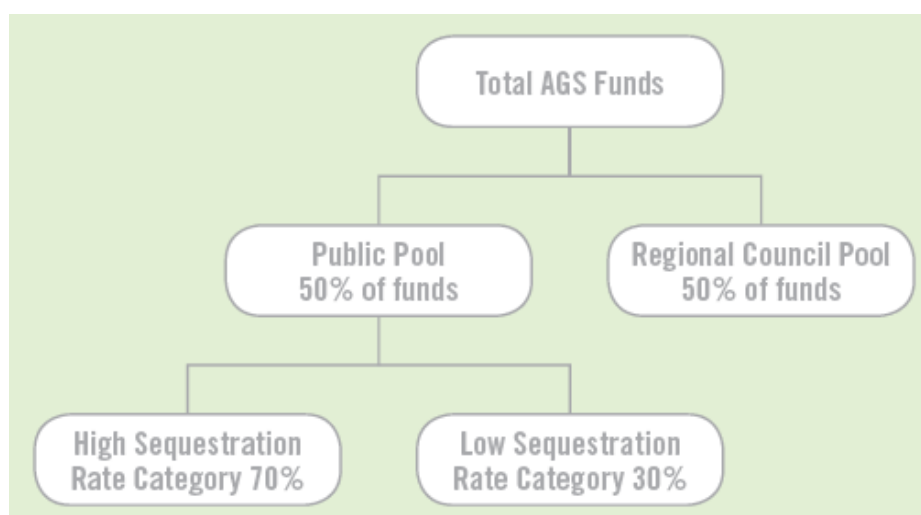 Total AGS Funds
Public Pool
50% of funds
Regional Council Pool
50% of funds
High Sequestration
Rate Category 70%
Low Sequestration
Rate Category 30%